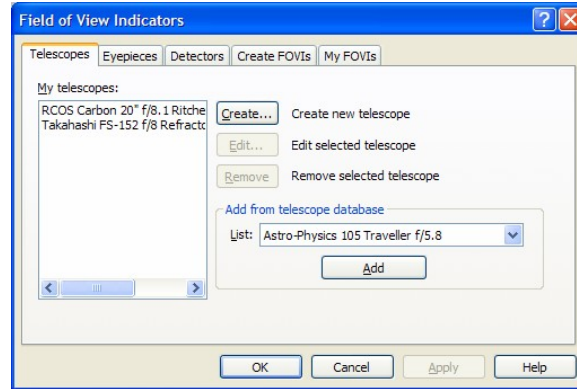 Field of View Indicators
Telescopes Eyepieces Detectors Create FOVIs My FOVIs
My telescopes:
RCOS Carbon 20" f/8.1 Ritche
Takahashi FS-152 f/8 Refracto
Create... Create new telescope
Edit... Edit selected telescope
Remove Remove selected telescope
Add from telescope database
List: Astro-Physics 105 Traveller f/5.8
Add
OK Cancel Apply Help